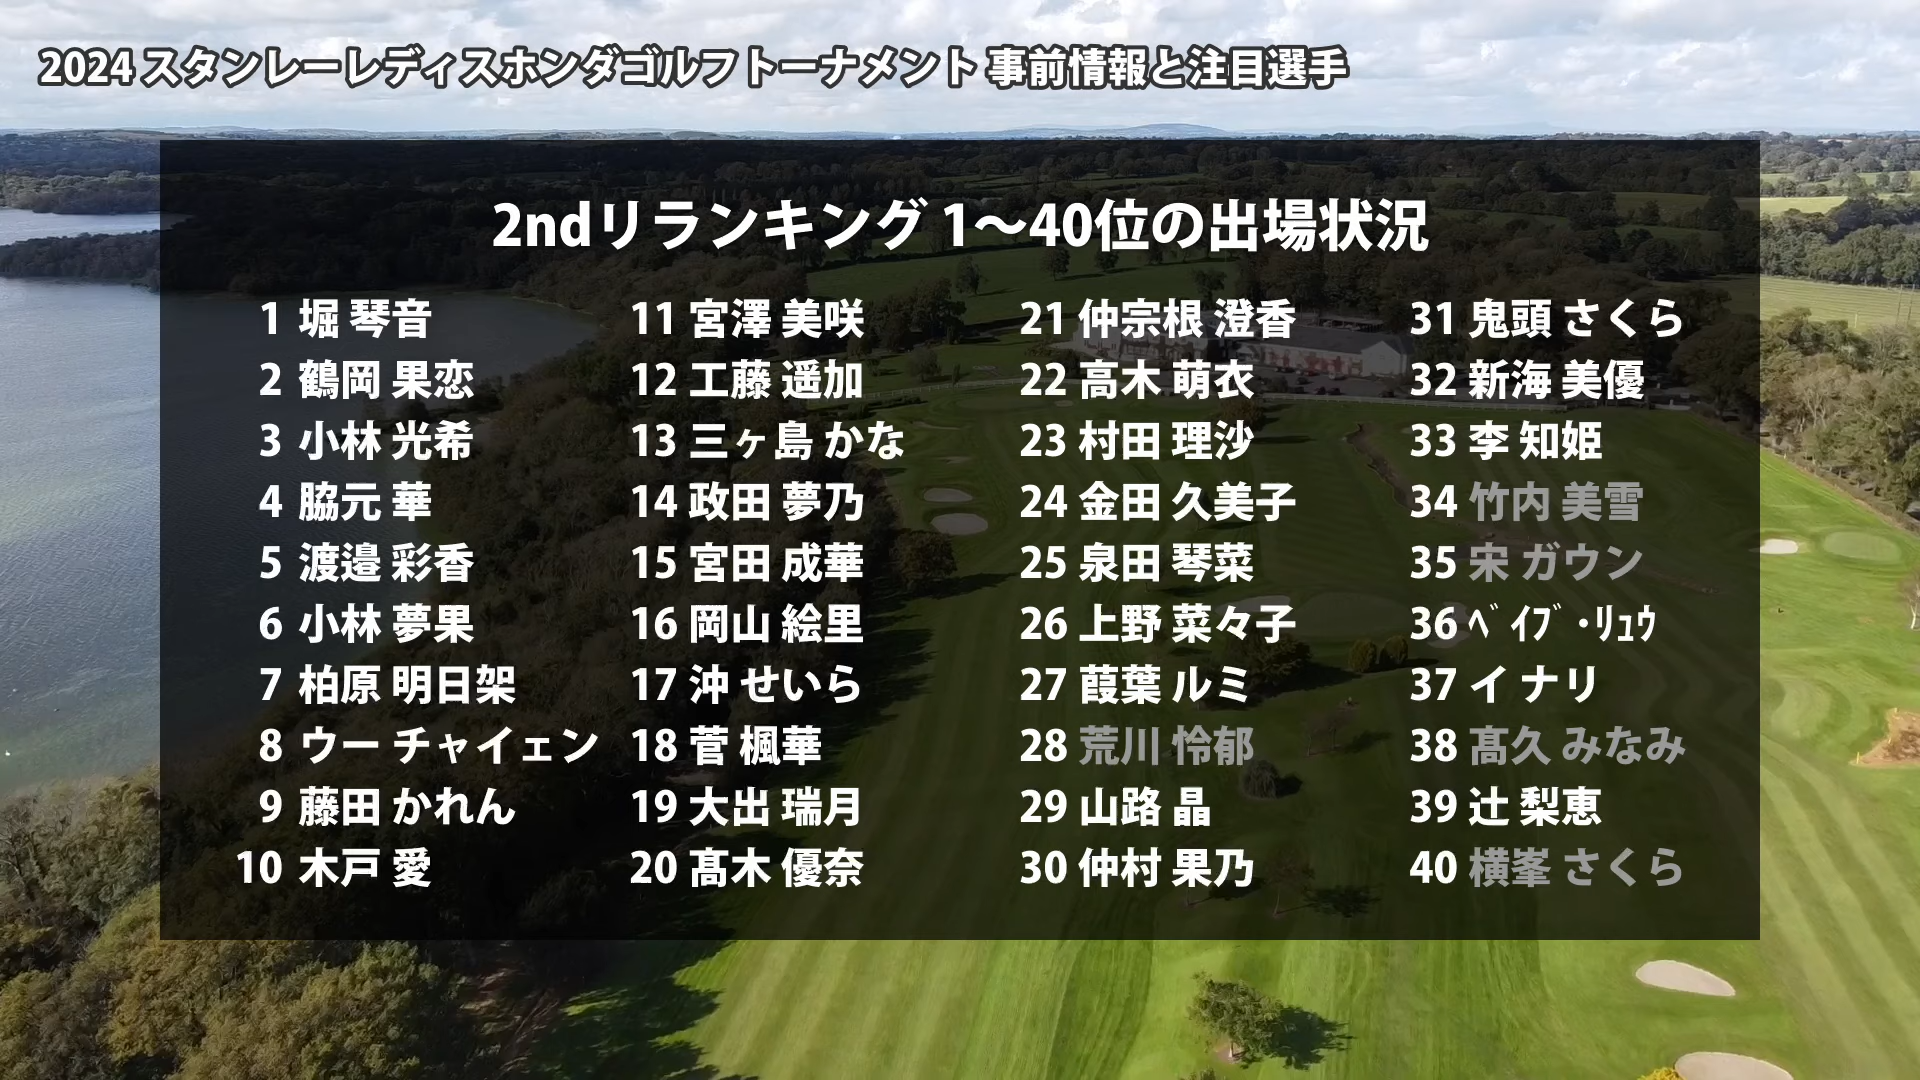 2024 スタンレーレディスホンダゴルフトーナメント 事前情報と注目選手
2ndリランキング 1～40位の出場状況
1 堀 琴音
2 鶴岡 果恋
3 小林 光希
4 脇元 華
5 渡邉 彩香
6 小林 夢果
7 柏原 明日架
8 ウー チャイェン
9 藤田 かれん
10 木戸 愛
11 宮澤 美咲
12 工藤 遥加
13 三ヶ島 かな
14 政田 夢乃
15 宮田 成華
16 岡山 絵里
17 沖 せいら
18 菅 楓華
19 大出 瑞月
20 髙木 優奈
21 仲宗根 澄香
22 高木 萌衣
23 村田 理沙
24 金田 久美子
25 泉田 琴菜
26 上野 菜々子
27 葭葉 ルミ
28 荒川 怜郁
29 山路 晶
30 仲村 果乃
31 鬼頭 さくら
32 新海 美優
33 李 知姫
34 竹内 美雪
35 宋 ガウン
36 ﾍﾞｲﾌﾞ・ﾘｭｳ
37 イ ナリ
38 髙久 みなみ
39 辻 梨恵
40 横峯 さくら